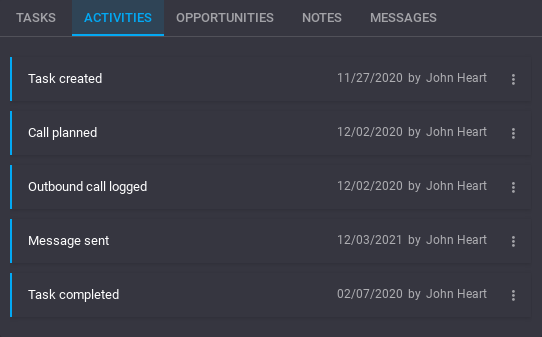 TASKS ACTIVITIES OPPORTUNITIES NOTES MESSAGES
Task created 11/27/2020 by John Heart
Call planned 12/02/2020 by John Heart
Outbound call logged 12/02/2020 by John Heart
Message sent 12/03/2021 by John Heart
Task completed 02/07/2020 by John Heart